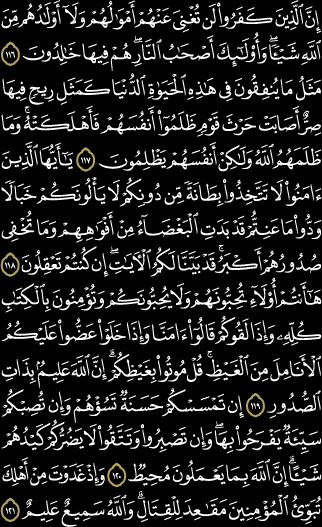 إِنَّ ٱلَّذِينَ كَفَرُوا۟ لَن تُغْنِىَ عَنْهُمْ أَمْوَٰلُهُمْ وَلَآ أَوْلَٰدُهُم مِّنَ
ٱللَّهِ شَيْـًٔا ۖ وَأُو۟لَٰٓئِكَ أَصْحَٰبُ ٱلنَّارِ ۚ هُمْ فِيهَا خَٰلِدُونَ ١١٦
مَثَلُ مَا يُنفِقُونَ فِى هَٰذِهِ ٱلْحَيَوٰةِ ٱلدُّنْيَا كَمَثَلِ رِيحٍ فِيهَا
صِرٌّ أَصَابَتْ حَرْثَ قَوْمٍ ظَلَمُوٓا۟ أَنفُسَهُمْ فَأَهْلَكَتْهُ ۚ وَمَا
ظَلَمَهُمُ ٱللَّهُ وَلَٰكِنْ أَنفُسَهُمْ يَظْلِمُونَ ١١٧ يَٰٓأَيُّهَا ٱلَّذِينَ
ءَامَنُوا۟ لَا تَتَّخِذُوا۟ بِطَانَةً مِّن دُونِكُمْ لَا يَأْلُونَكُمْ خَبَالًا
وَدُّوا۟ مَا عَنِتُّمْ قَدْ بَدَتِ ٱلْبَغْضَآءُ مِنْ أَفْوَٰهِهِمْ وَمَا تُخْفِى
صُدُورُهُمْ أَكْبَرُ ۚ قَدْ بَيَّنَّا لَكُمُ ٱلْءَايَٰتِ ۖ إِن كُنتُمْ تَعْقِلُونَ ١١٨
هَٰٓأَنتُمْ أُو۟لَآءِ تُحِبُّونَهُمْ وَلَا يُحِبُّونَكُمْ وَتُؤْمِنُونَ بِٱلْكِتَٰبِ
كُلِّهِۦ وَإِذَا لَقُوكُمْ قَالُوٓا۟ ءَامَنَّا وَإِذَا خَلَوْا۟ عَضُّوا۟ عَلَيْكُمُ
ٱلْأَنَامِلَ مِنَ ٱلْغَيْظِ ۚ قُلْ مُوتُوا۟ بِغَيْظِكُمْ ۗ إِنَّ ٱللَّهَ عَلِيمٌۢ بِذَاتِ
ٱلصُّدُورِ ١١٩ إِن تَمْسَسْكُمْ حَسَنَةٌ تَسُؤْهُمْ وَإِن تُصِبْكُمْ
سَيِّئَةٌ يَفْرَحُوا۟ بِهَا ۖ وَإِن تَصْبِرُوا۟ وَتَتَّقُوا۟ لَا يَضُرُّكُمْ كَيْدُهُمْ
شَيْـًٔا ۗ إِنَّ ٱللَّهَ بِمَا يَعْمَلُونَ مُحِيطٌ ١٢٠ وَإِذْ غَدَوْتَ مِنْ أَهْلِكَ
تُبَوِّئُ ٱلْمُؤْمِنِينَ مَقَٰعِدَ لِلْقِتَالِ ۗ وَٱللَّهُ سَمِيعٌ عَلِيمٌ ١٢١